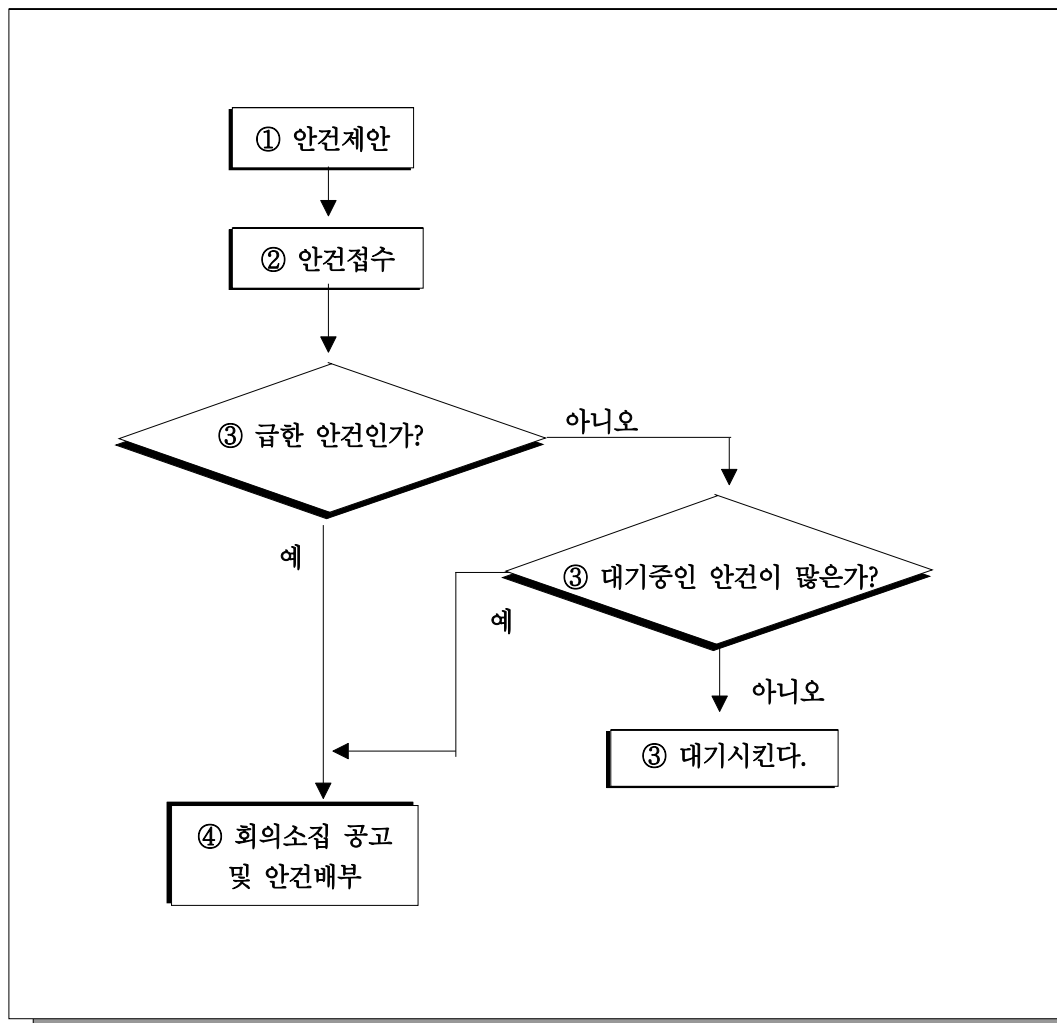 ① 안건제안
② 안건접수
③ 급한 안건인가?
아니오
예
③ 대기중인 안건이 많은가?
예
아니오
③ 대기시킨다.
④ 회의소집 공고
및 안건배부